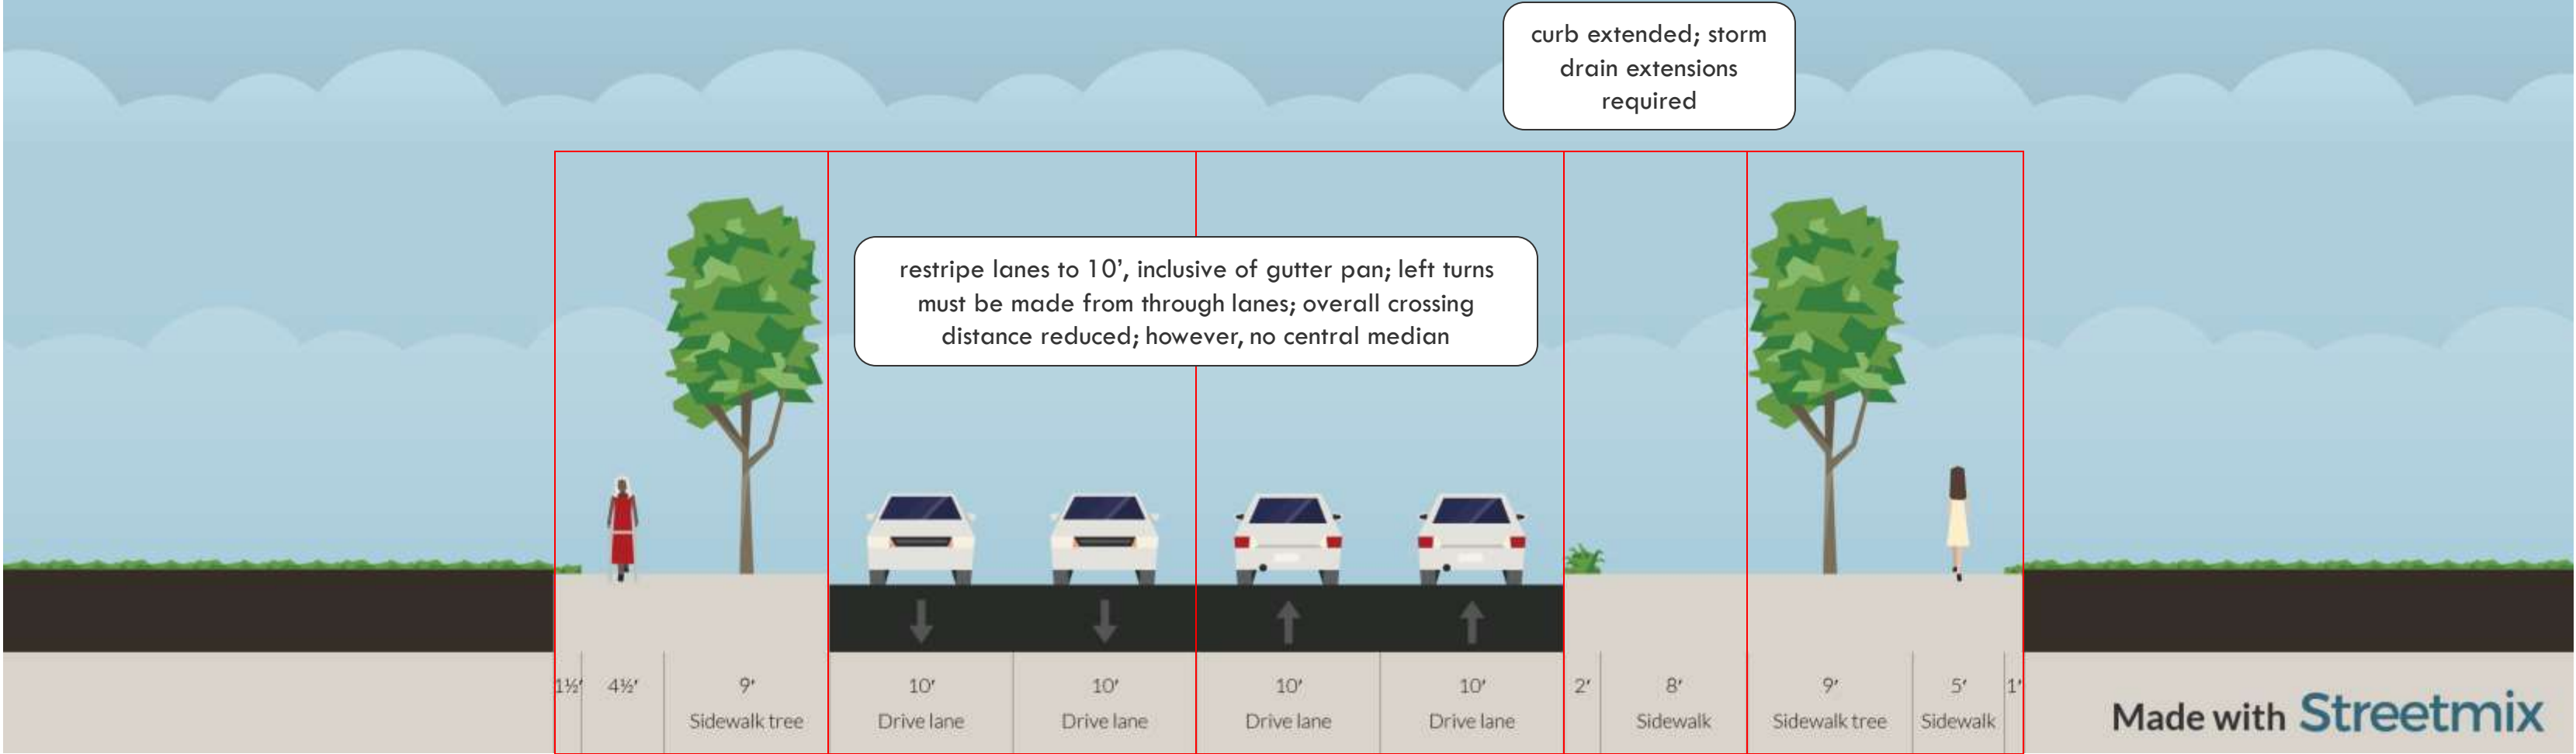 curb extended; storm
drain extensions
required
restripe lanes to 10’, inclusive of gutter pan; left turns
must be made from through lanes; overall crossing
distance reduced; however, no central median
1½′ 4½′ 9′ 10′ 10′ 10′ 10′ 2′ 8′ 9′ 5′ 1′
Sidewalk tree Drive lane Drive lane Drive lane Drive lane Sidewalk Sidewalk tree Sidewalk
Made with Streetmix